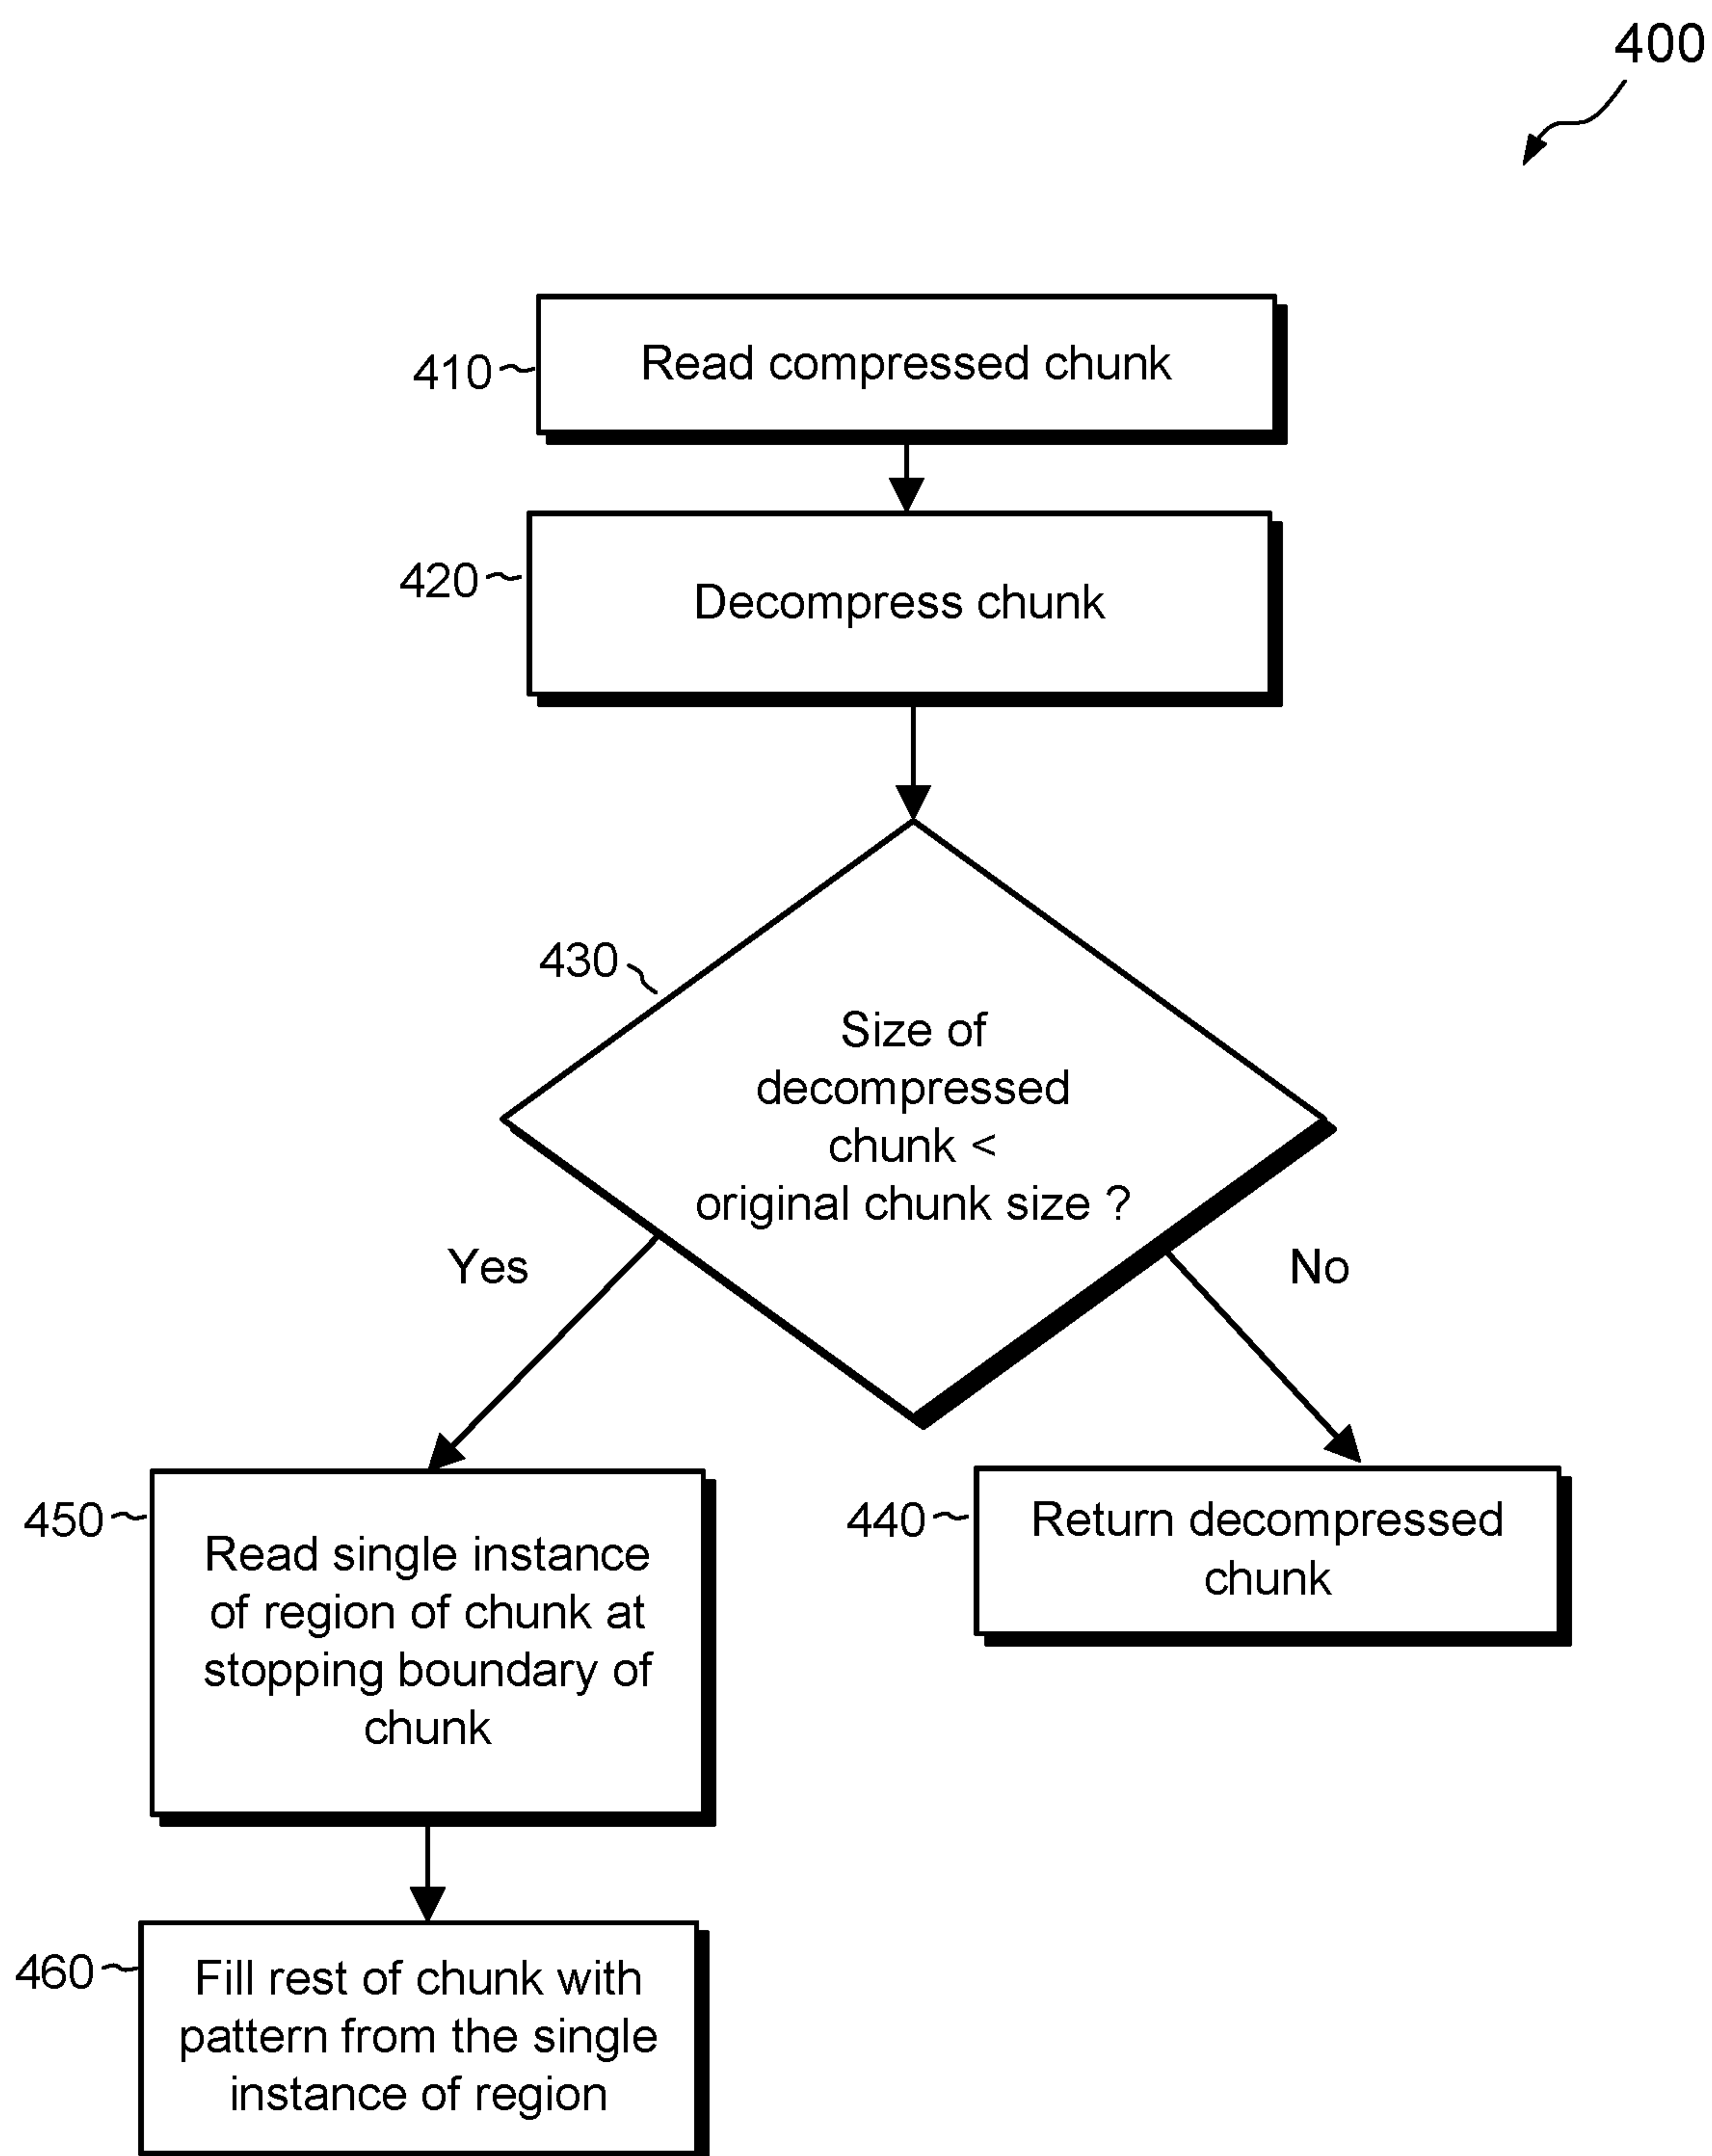 400
410
Read compressed chunk
420
Decompress chunk
430
Size of
decompressed
chunk <
original chunk size ?
Yes
No
450
Read single instance
of region of chunk at
stopping boundary of
chunk
440
Return decompressed
chunk
460
Fill rest of chunk with
pattern from the single
instance of region